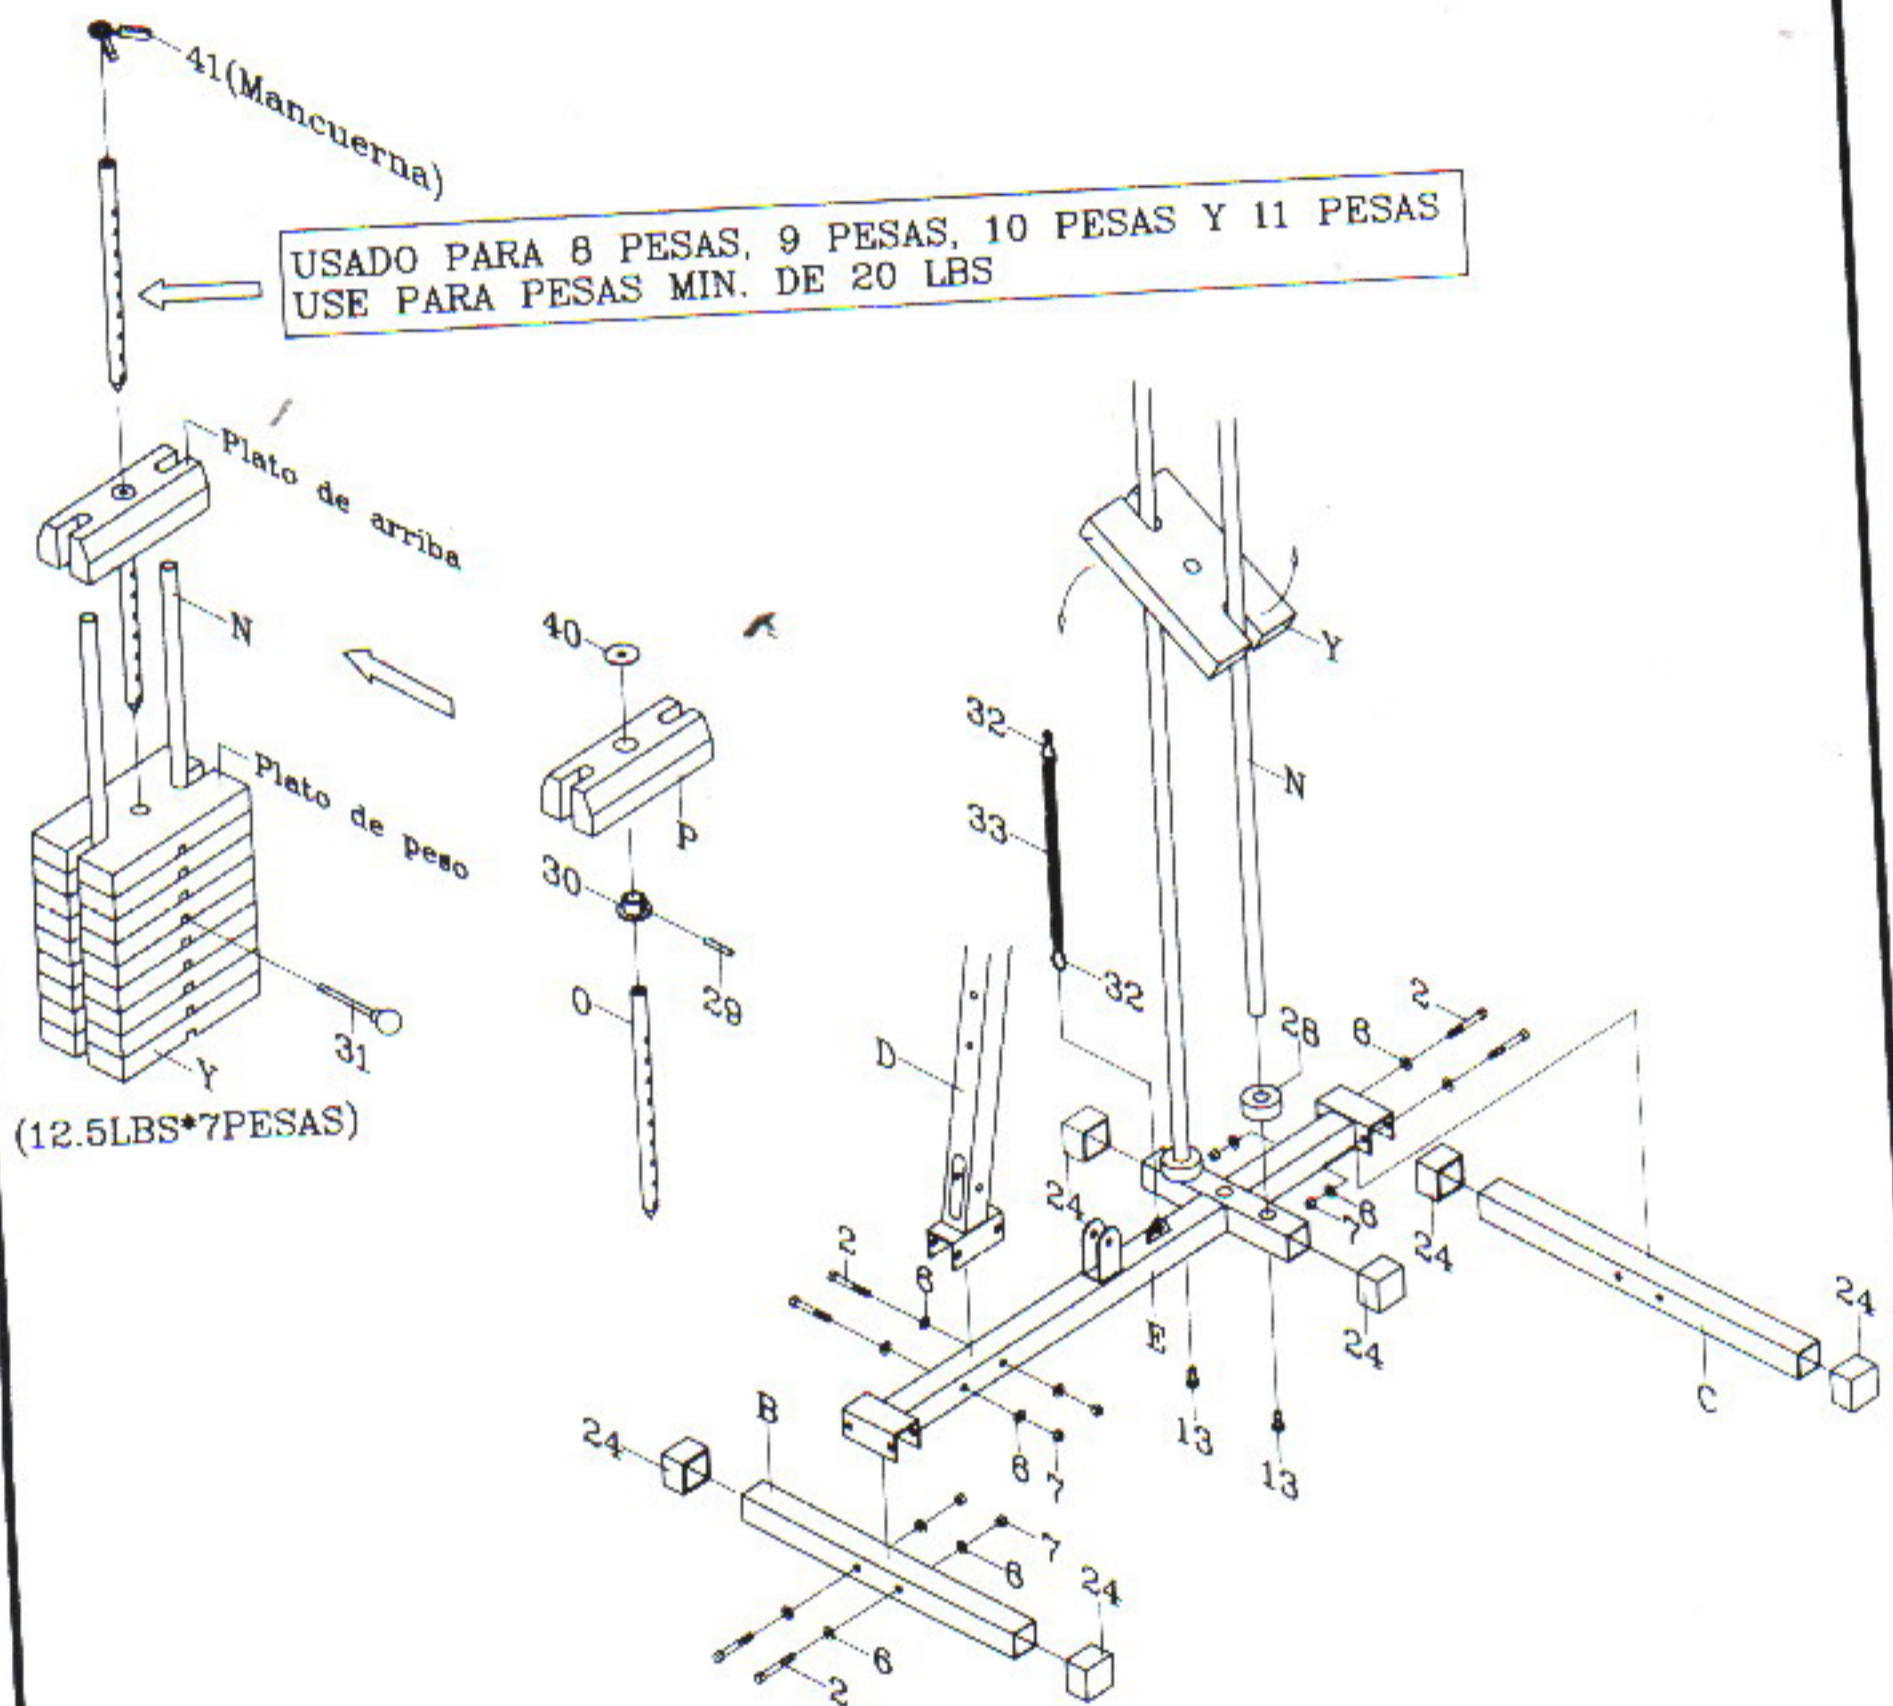 41(Mancuerna)
USADO PARA 8 PESAS, 9 PESAS, 10 PESAS Y 11 PESAS
USE PARA PESAS MIN. DE 20 LBS
Plato de arriba
N
40
Y
32
N
Plato de peso
P
33
30
29
32
O
31
D
2
28
8
Y
(12.5LBS*7PESAS)
24
8
7
24
2
8
24
E
24
C
B
13
24
8
7
13
7
8
24
6
2